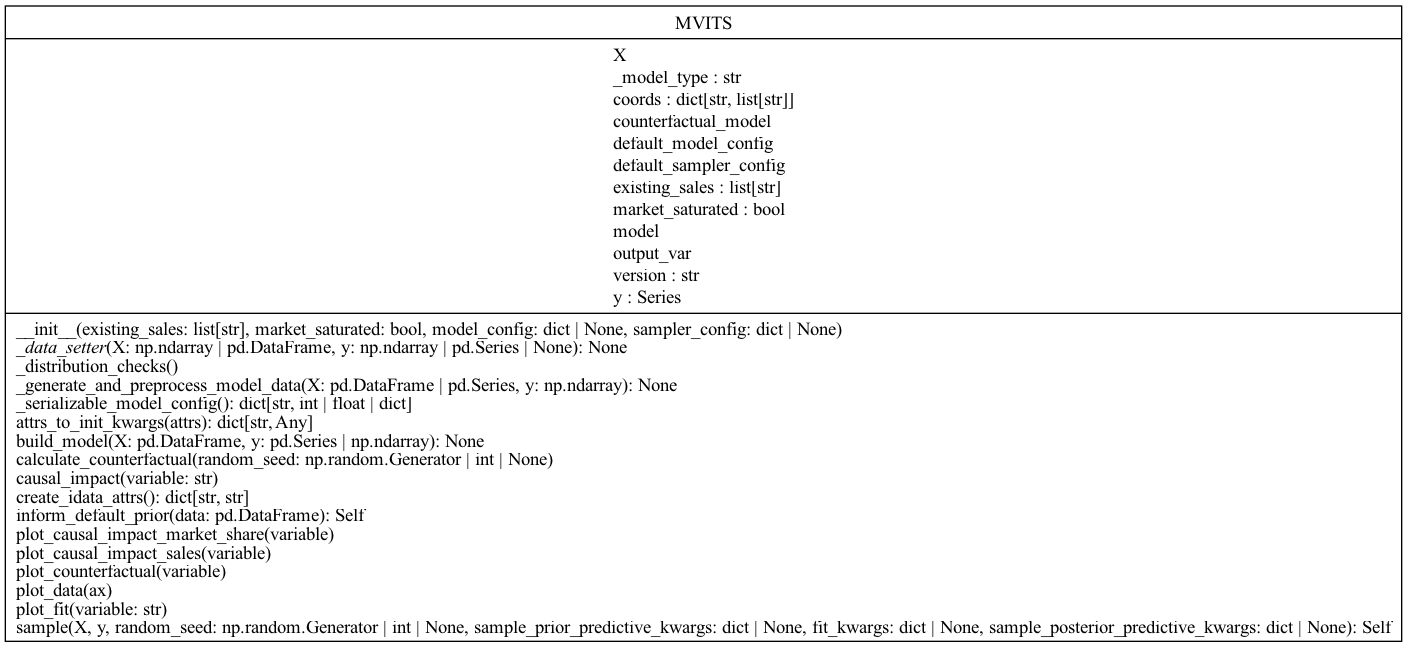 MVITS
X
_model_type : str
coords : dict[str, list[str]]
counterfactual_model
default_model_config
default_sampler_config
existing_sales : list[str]
market_saturated : bool
model
output_var
version : str
y : Series
__init__(existing_sales: list[str], market_saturated: bool, model_config: dict | None, sampler_config: dict | None)
_data_setter(X: np.ndarray | pd.DataFrame, y: np.ndarray | pd.Series | None): None
_distribution_checks()
_generate_and_preprocess_model_data(X: pd.DataFrame | pd.Series, y: np.ndarray): None
_serializable_model_config(): dict[str, int | float | dict]
attrs_to_init_kwargs(attrs): dict[str, Any]
build_model(X: pd.DataFrame, y: pd.Series | np.ndarray): None
calculate_counterfactual(random_seed: np.random.Generator | int | None)
causal_impact(variable: str)
create_idata_attrs(): dict[str, str]
inform_default_prior(data: pd.DataFrame): Self
plot_causal_impact_market_share(variable)
plot_causal_impact_sales(variable)
plot_counterfactual(variable)
plot_data(ax)
plot_fit(variable: str)
sample(X, y, random_seed: np.random.Generator | int | None, sample_prior_predictive_kwargs: dict | None, fit_kwargs: dict | None, sample_posterior_predictive_kwargs: dict | None): Self